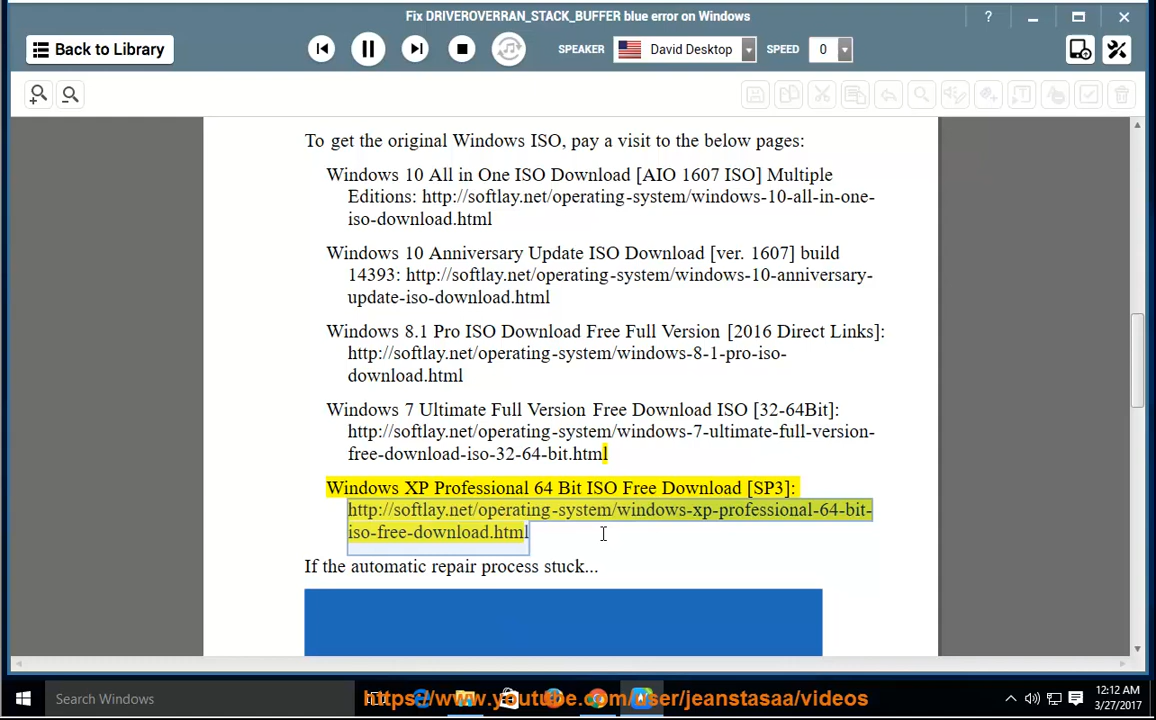 Fix DRIVEROVERRAN_STACK_BUFFER blue error on Windows
Back to Library
SPEAKER David Desktop SPEED 0
To get the original Windows ISO, pay a visit to the below pages:
Windows 10 All in One ISO Download [AIO 1607 ISO] Multiple
Editions: http://softlay.net/operating-system/windows-10-all-in-one-
iso-download.html
Windows 10 Anniversary Update ISO Download [ver. 1607] build
14393: http://softlay.net/operating-system/windows-10-anniversary-
update-iso-download.html
Windows 8.1 Pro ISO Download Free Full Version [2016 Direct Links]:
http://softlay.net/operating-system/windows-8-1-pro-iso-
download.html
Windows 7 Ultimate Full Version Free Download ISO [32-64Bit]:
http://softlay.net/operating-system/windows-7-ultimate-full-version-
free-download-iso-32-64-bit.html
Windows XP Professional 64 Bit ISO Free Download [SP3]:
http://softlay.net/operating-system/windows-xp-professional-64-bit-
iso-free-download.html
If the automatic repair process stuck...
Search Windows
https://www.youtube.com/user/jeanstasaa/videos
12:12 AM
3/27/2017